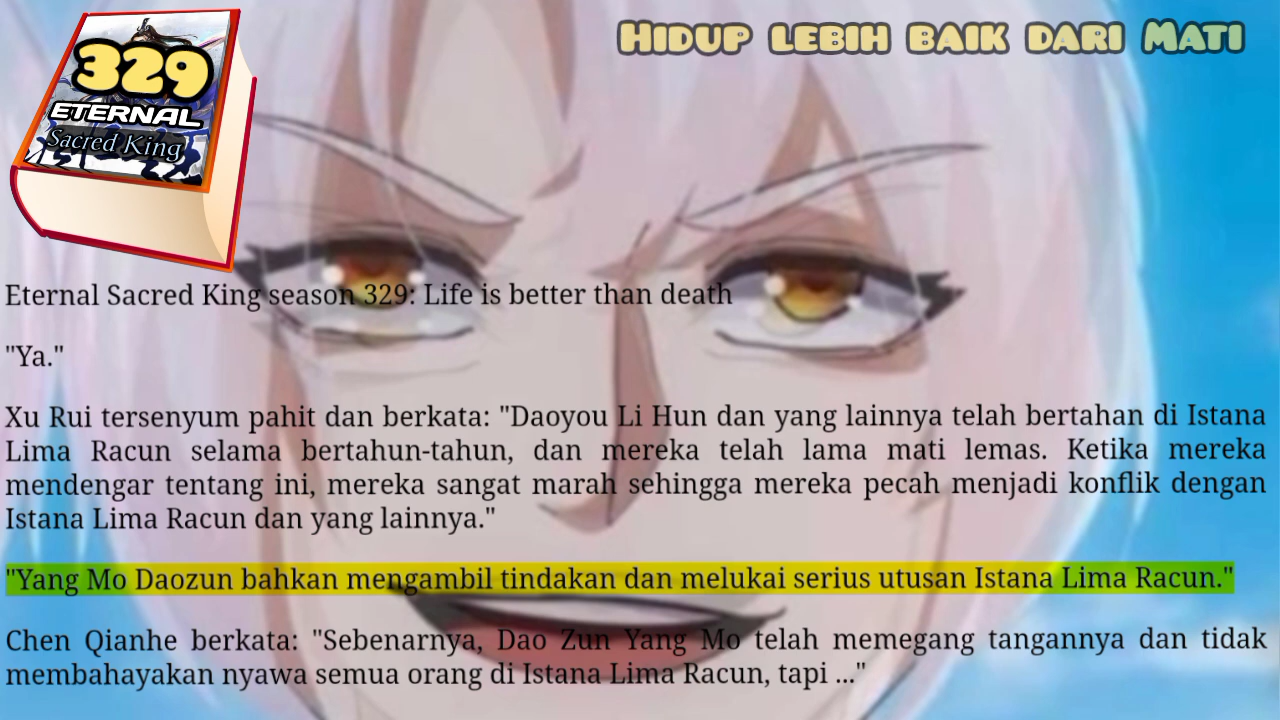 329
ETERNAL
Sacred King
Hidup lebih baik dari Mati
Eternal Sacred King season 329: Life is better than death
"Ya."
Xu Rui tersenyum pahit dan berkata: "Daoyou Li Hun dan yang lainnya telah bertahan di Istana
Lima Racun selama bertahun-tahun, dan mereka telah lama mati lemas. Ketika mereka
mendengar tentang ini, mereka sangat marah sehingga mereka pecah menjadi konflik dengan
Istana Lima Racun dan yang lainnya."
"Yang Mo Daozun bahkan mengambil tindakan dan melukai serius utusan Istana Lima Racun."
Chen Qianhe berkata: "Sebenarnya, Dao Zun Yang Mo telah memegang tangannya dan tidak
membahayakan nyawa semua orang di Istana Lima Racun, tapi ..."